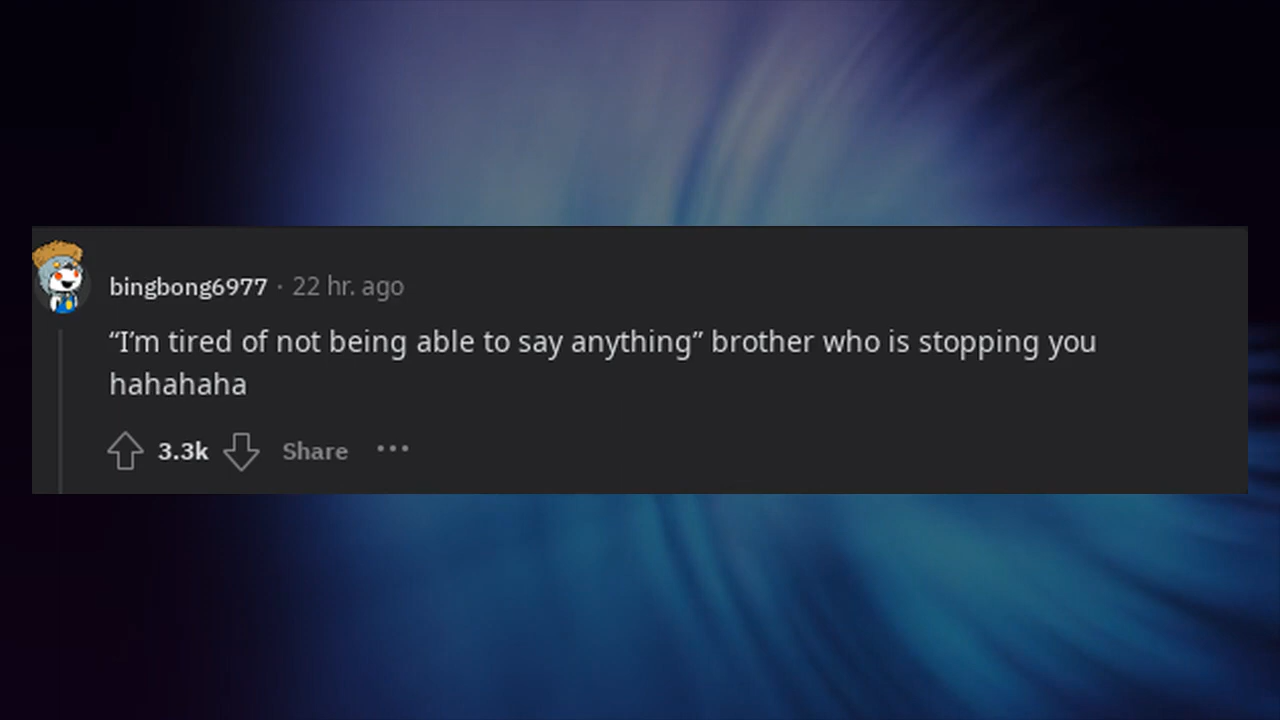 bingbong6977 · 22 hr. ago
“I’m tired of not being able to say anything” brother who is stopping you
hahahaha
3.3k Share •••